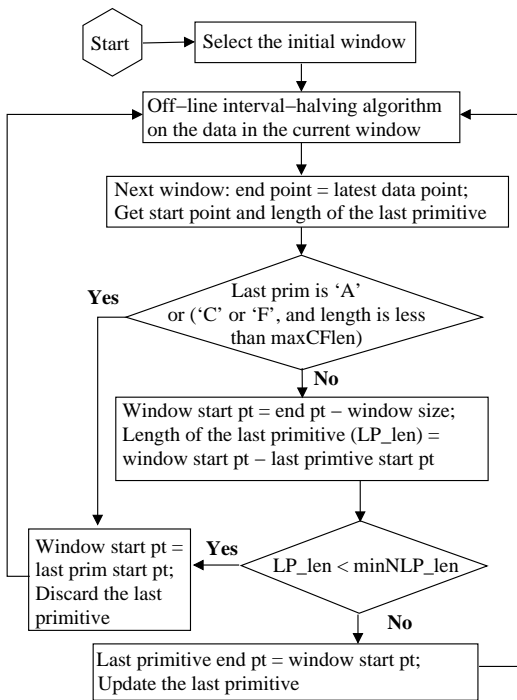 Start
Select the initial window
Off−line interval−halving algorithm
on the data in the current window
Next window: end point = latest data point;
Get start point and length of the last primitive
Last prim is ‘A’
or (‘C’ or ‘F’, and length is less
than maxCFlen)
Yes
No
Window start pt = end pt − window size;
Length of the last primitive (LP_len) =
window start pt − last primtive start pt
LP_len < minNLP_len
Yes
Window start pt =
last prim start pt;
Discard the last
primitive
No
Last primitive end pt = window start pt;
Update the last primitive